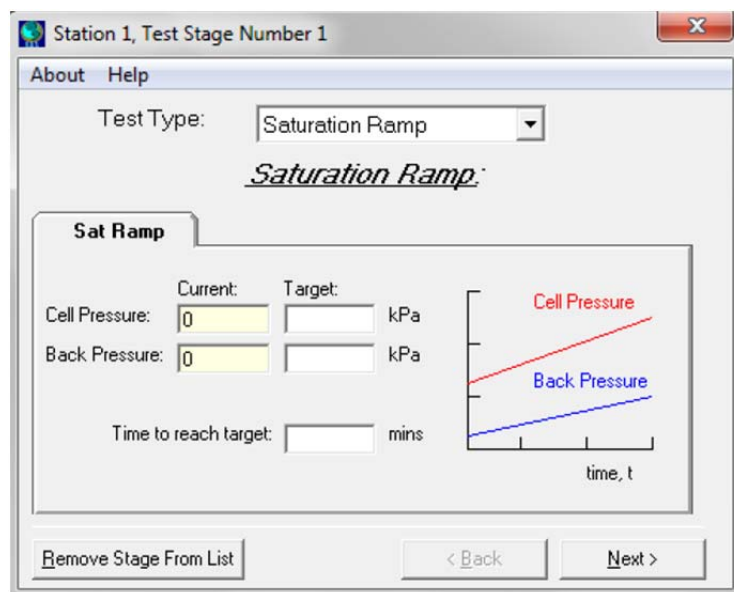 Station 1, Test Stage Number 1
X
About Help
Test Type: Saturation Ramp
Saturation Ramp:
Sat Ramp
Current: Target:
Cell Pressure: 0 kPa
Back Pressure: 0 kPa
Time to reach target: mins
Cell Pressure
Back Pressure
time, t
Remove Stage From List < Back Next >